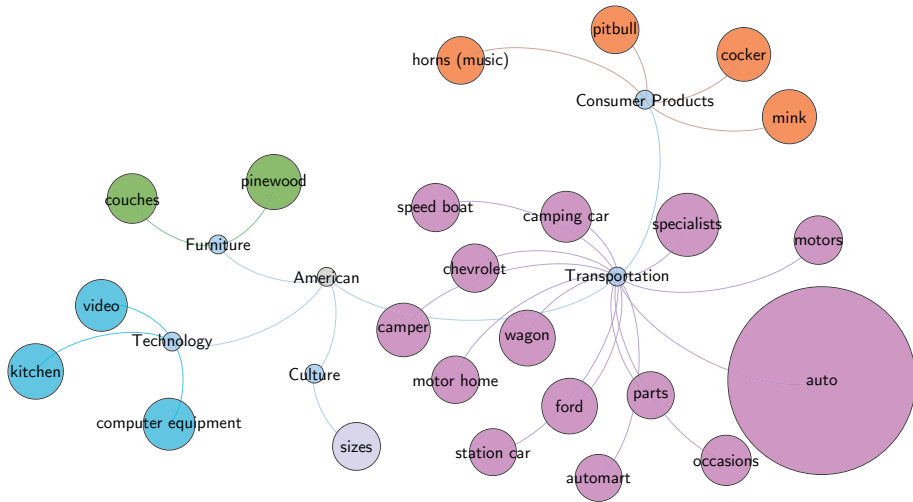 pitbull
horns (music)
cocker
Consumer Products
mink
pinewood
couches
speed boat
camping car
specialists
Furniture
motors
chevrolet
American
Transportation
video
camper
wagon
Technology
kitchen
Culture
motor home
auto
parts
ford
computer equipment
sizes
station car
occasions
automart